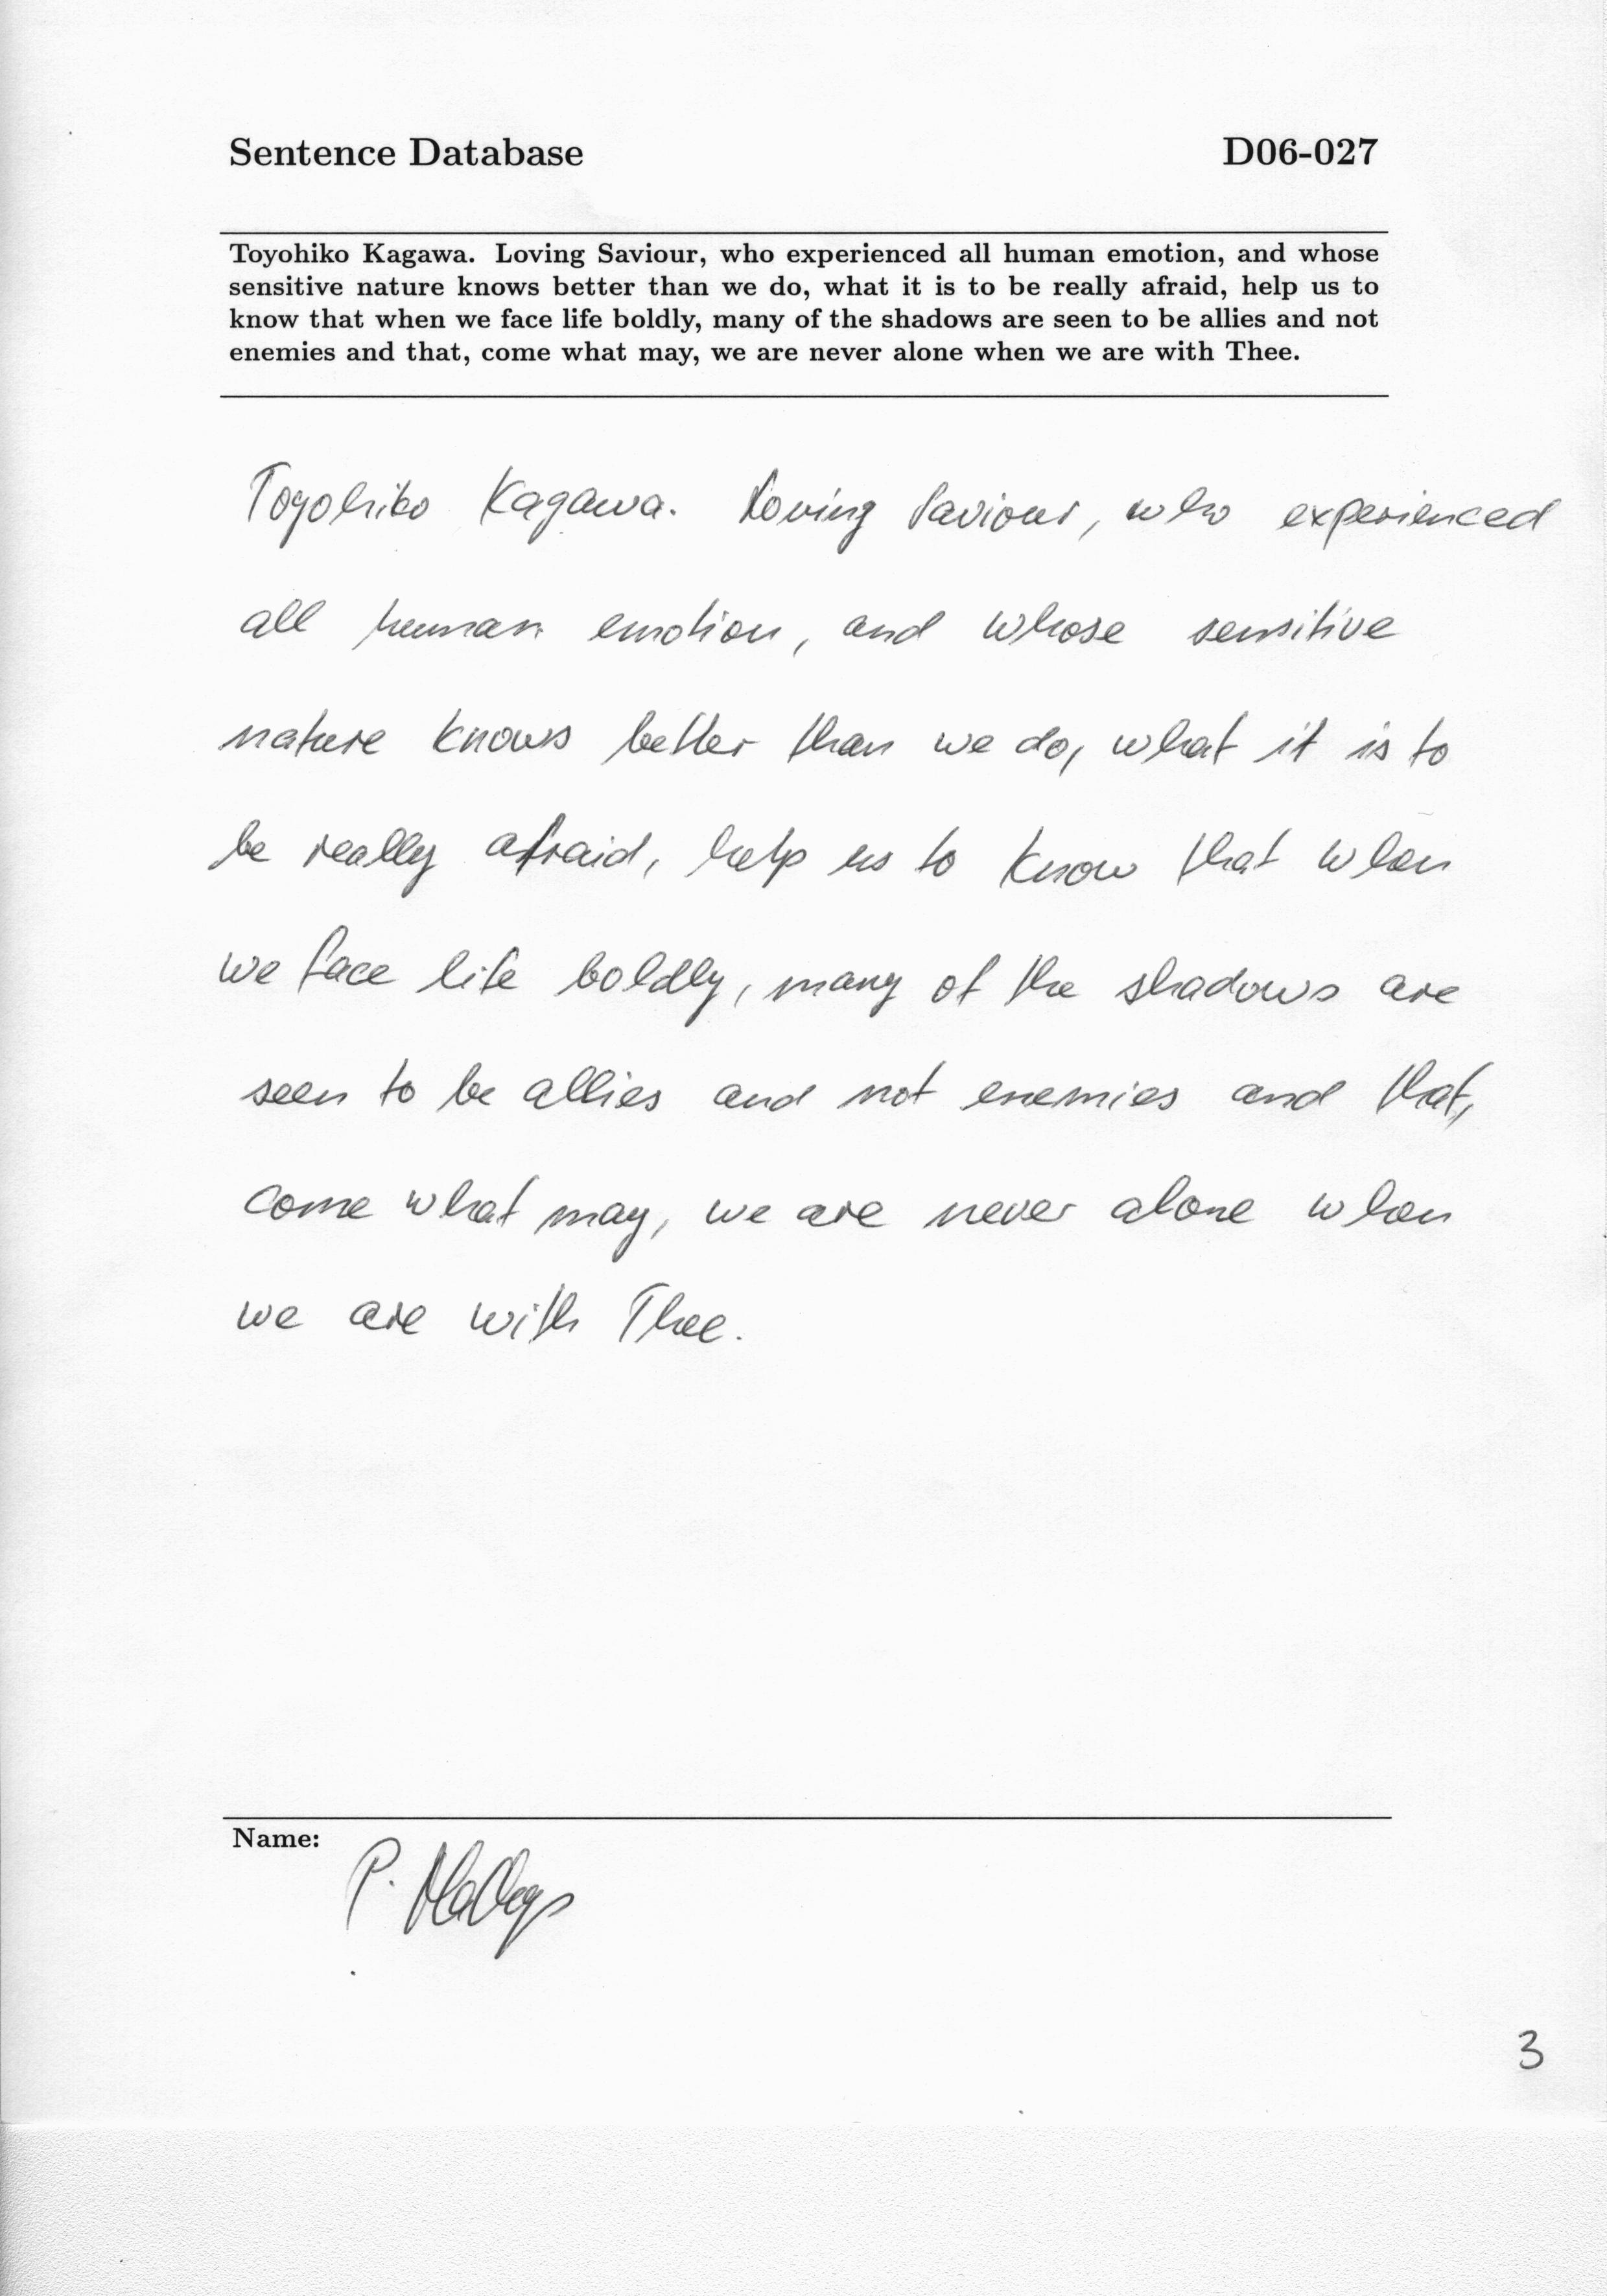 Sentence Database D06-027
Toyohiko Kagawa. Loving Saviour, who experienced all human emotion, and whose
sensitive nature knows better than we do, what it is to be really afraid, help us to
know that when we face life boldly, many of the shadows are seen to be allies and not
enemies and that, come what may, we are never alone when we are with Thee.
Toyohiko Kagawa. Loving Saviour, who experienced
all human emotion, and whose sensitive
nature knows better than we do, what it is to
be really afraid, help us to know that when
we face life boldly, many of the shadows are
seen to be allies and not enemies and that,
come what may, we are never alone when
we are with Thee.
Name:
P.
3